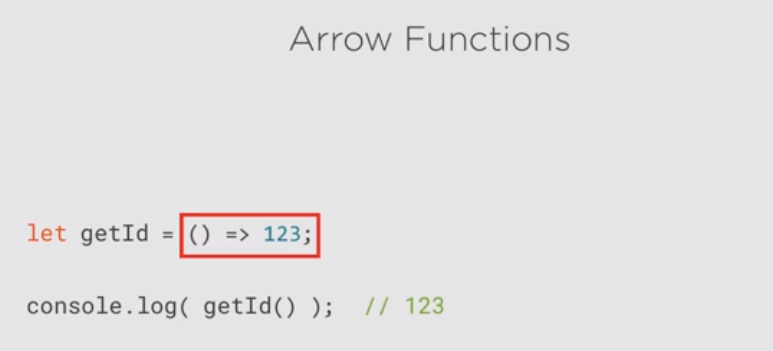 Arrow Functions
let getId = () => 123;
console.log( getId() ); // 123